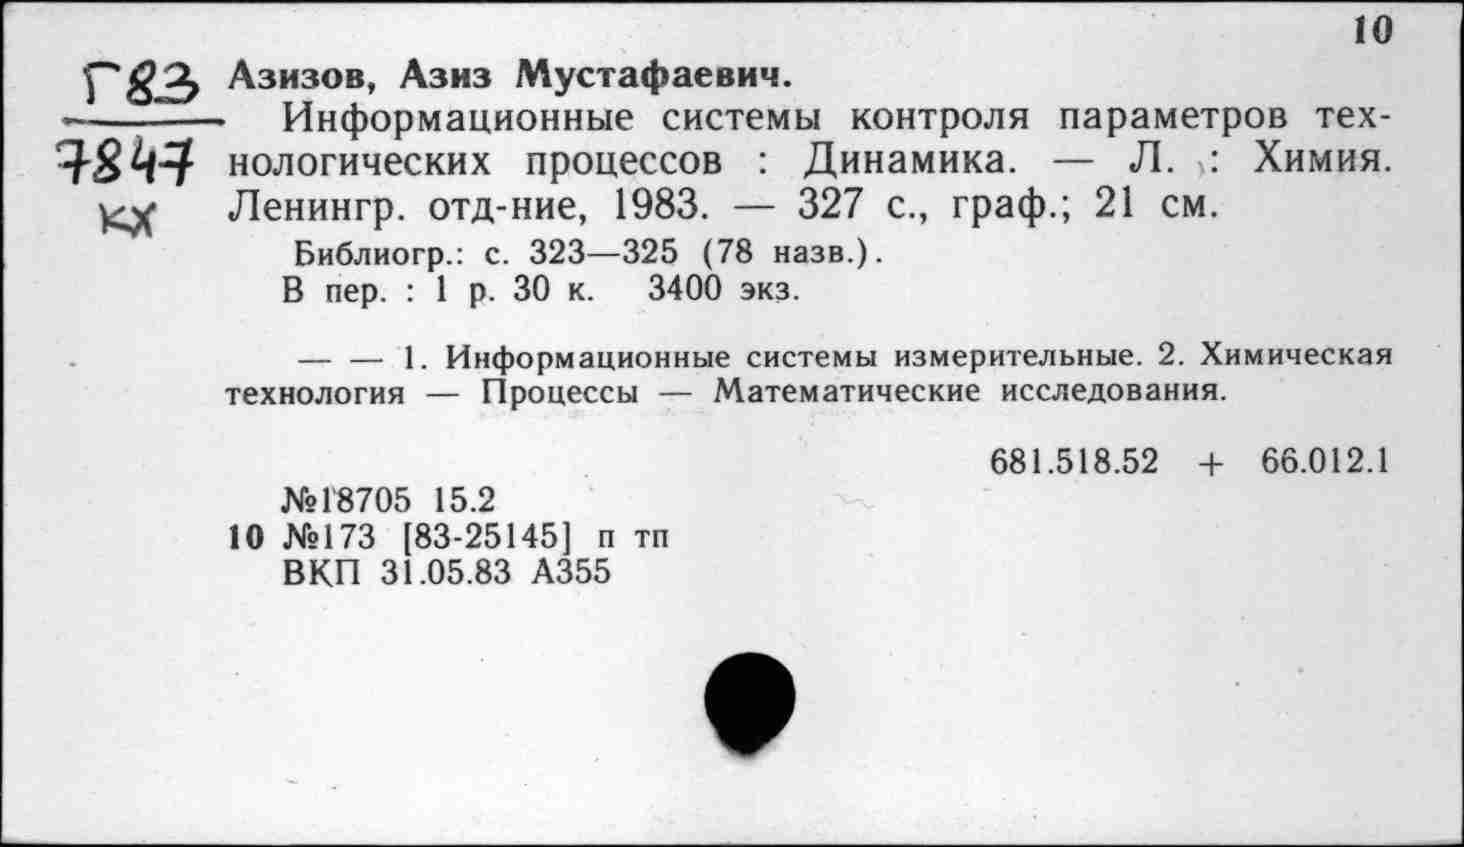 10
Г83
7847
кх
Азизов, Азиз Мустафаевич.
Информационные системы контроля параметров тех-
нологических процессов : Динамика. — Л. : Химия.
Ленингр. отд-ние, 1983. — 327 с., граф.; 21 см.
Библиогр.: с. 323—325 (78 назв.).
В пер. : 1 р. 30 к. 3400 экз.
— — 1. Информационные системы измерительные. 2. Химическая
технология — Процессы — Математические исследования.
681.518.52 + 66.012.1
№18705 15.2
10 №173 [83-25145] п тп
ВКП 31.05.83 А355